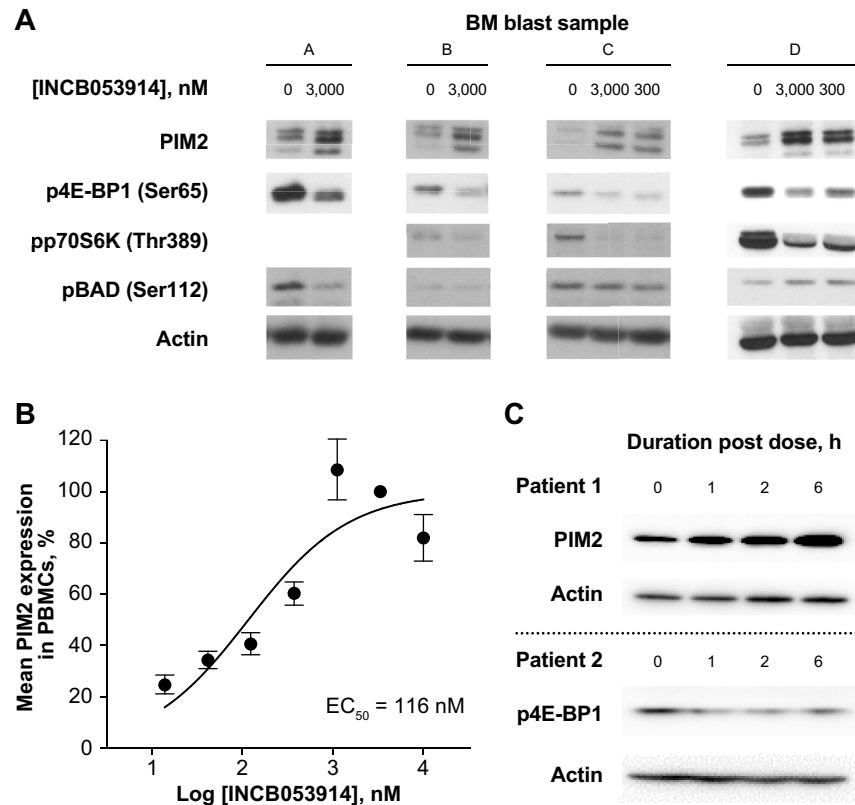 A
BM blast sample
A B C D
[INCB053914], nM 0 3,000 0 3,000 0 3,000 300 0 3,000 300
PIM2
p4E-BP1 (Ser65)
pp70S6K (Thr389)
pBAD (Ser112)
Actin
B
Mean PIM2 expression
in PBMCs, %
120
100
80
60
40
20
0
EC50 = 116 nM
1 2 3 4
Log [INCB053914], nM
C
Duration post dose, h
Patient 1 0 1 2 6
PIM2
Actin
Patient 2 0 1 2 6
p4E-BP1
Actin